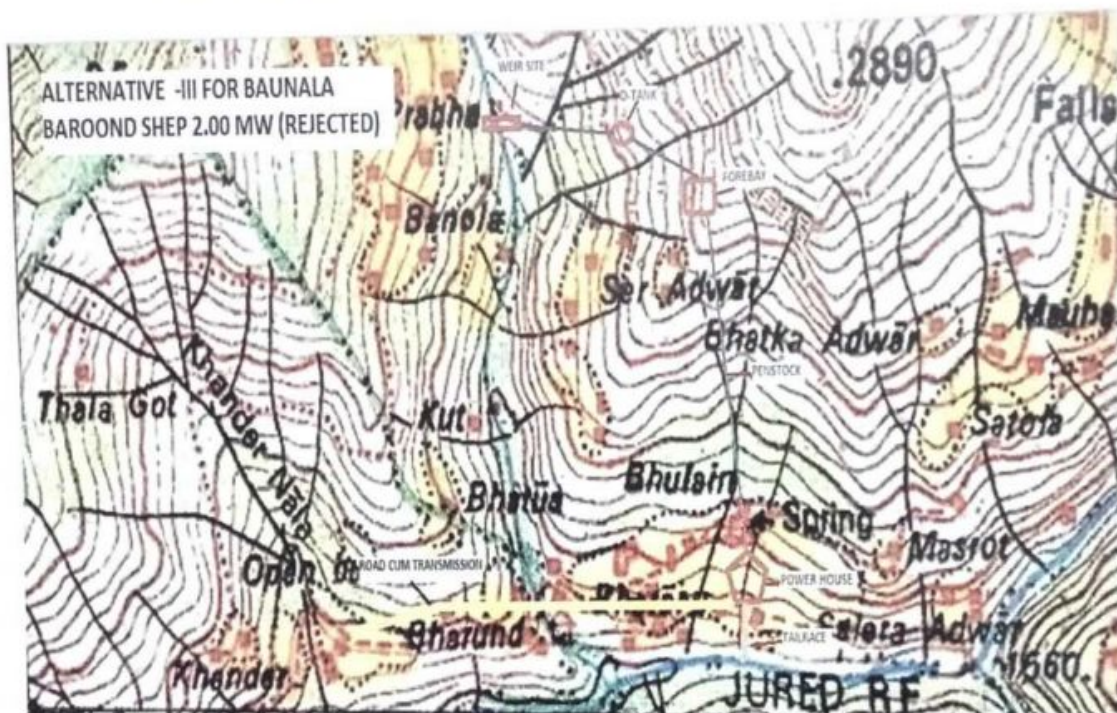 ALTERNATIVE -III FOR BAUNALA
BAROOND SHEP 2.00 MW (REJECTED)
WEIR SITE
D-TANK
.2890
Falls
Prabha
FOREBAY
Banola
Ser Adwār
Bhatka Adwār
PENSTOCK
Khander Nāla
Thala Got
Kut
Satola
Bhatūa
Bhulain
Spring
Masrot
Open
ROAD CUM TRANSMISSION
POWER HOUSE
Bharund
TAILRACE
Salera Adwār
Khander
JURED R F
1560.